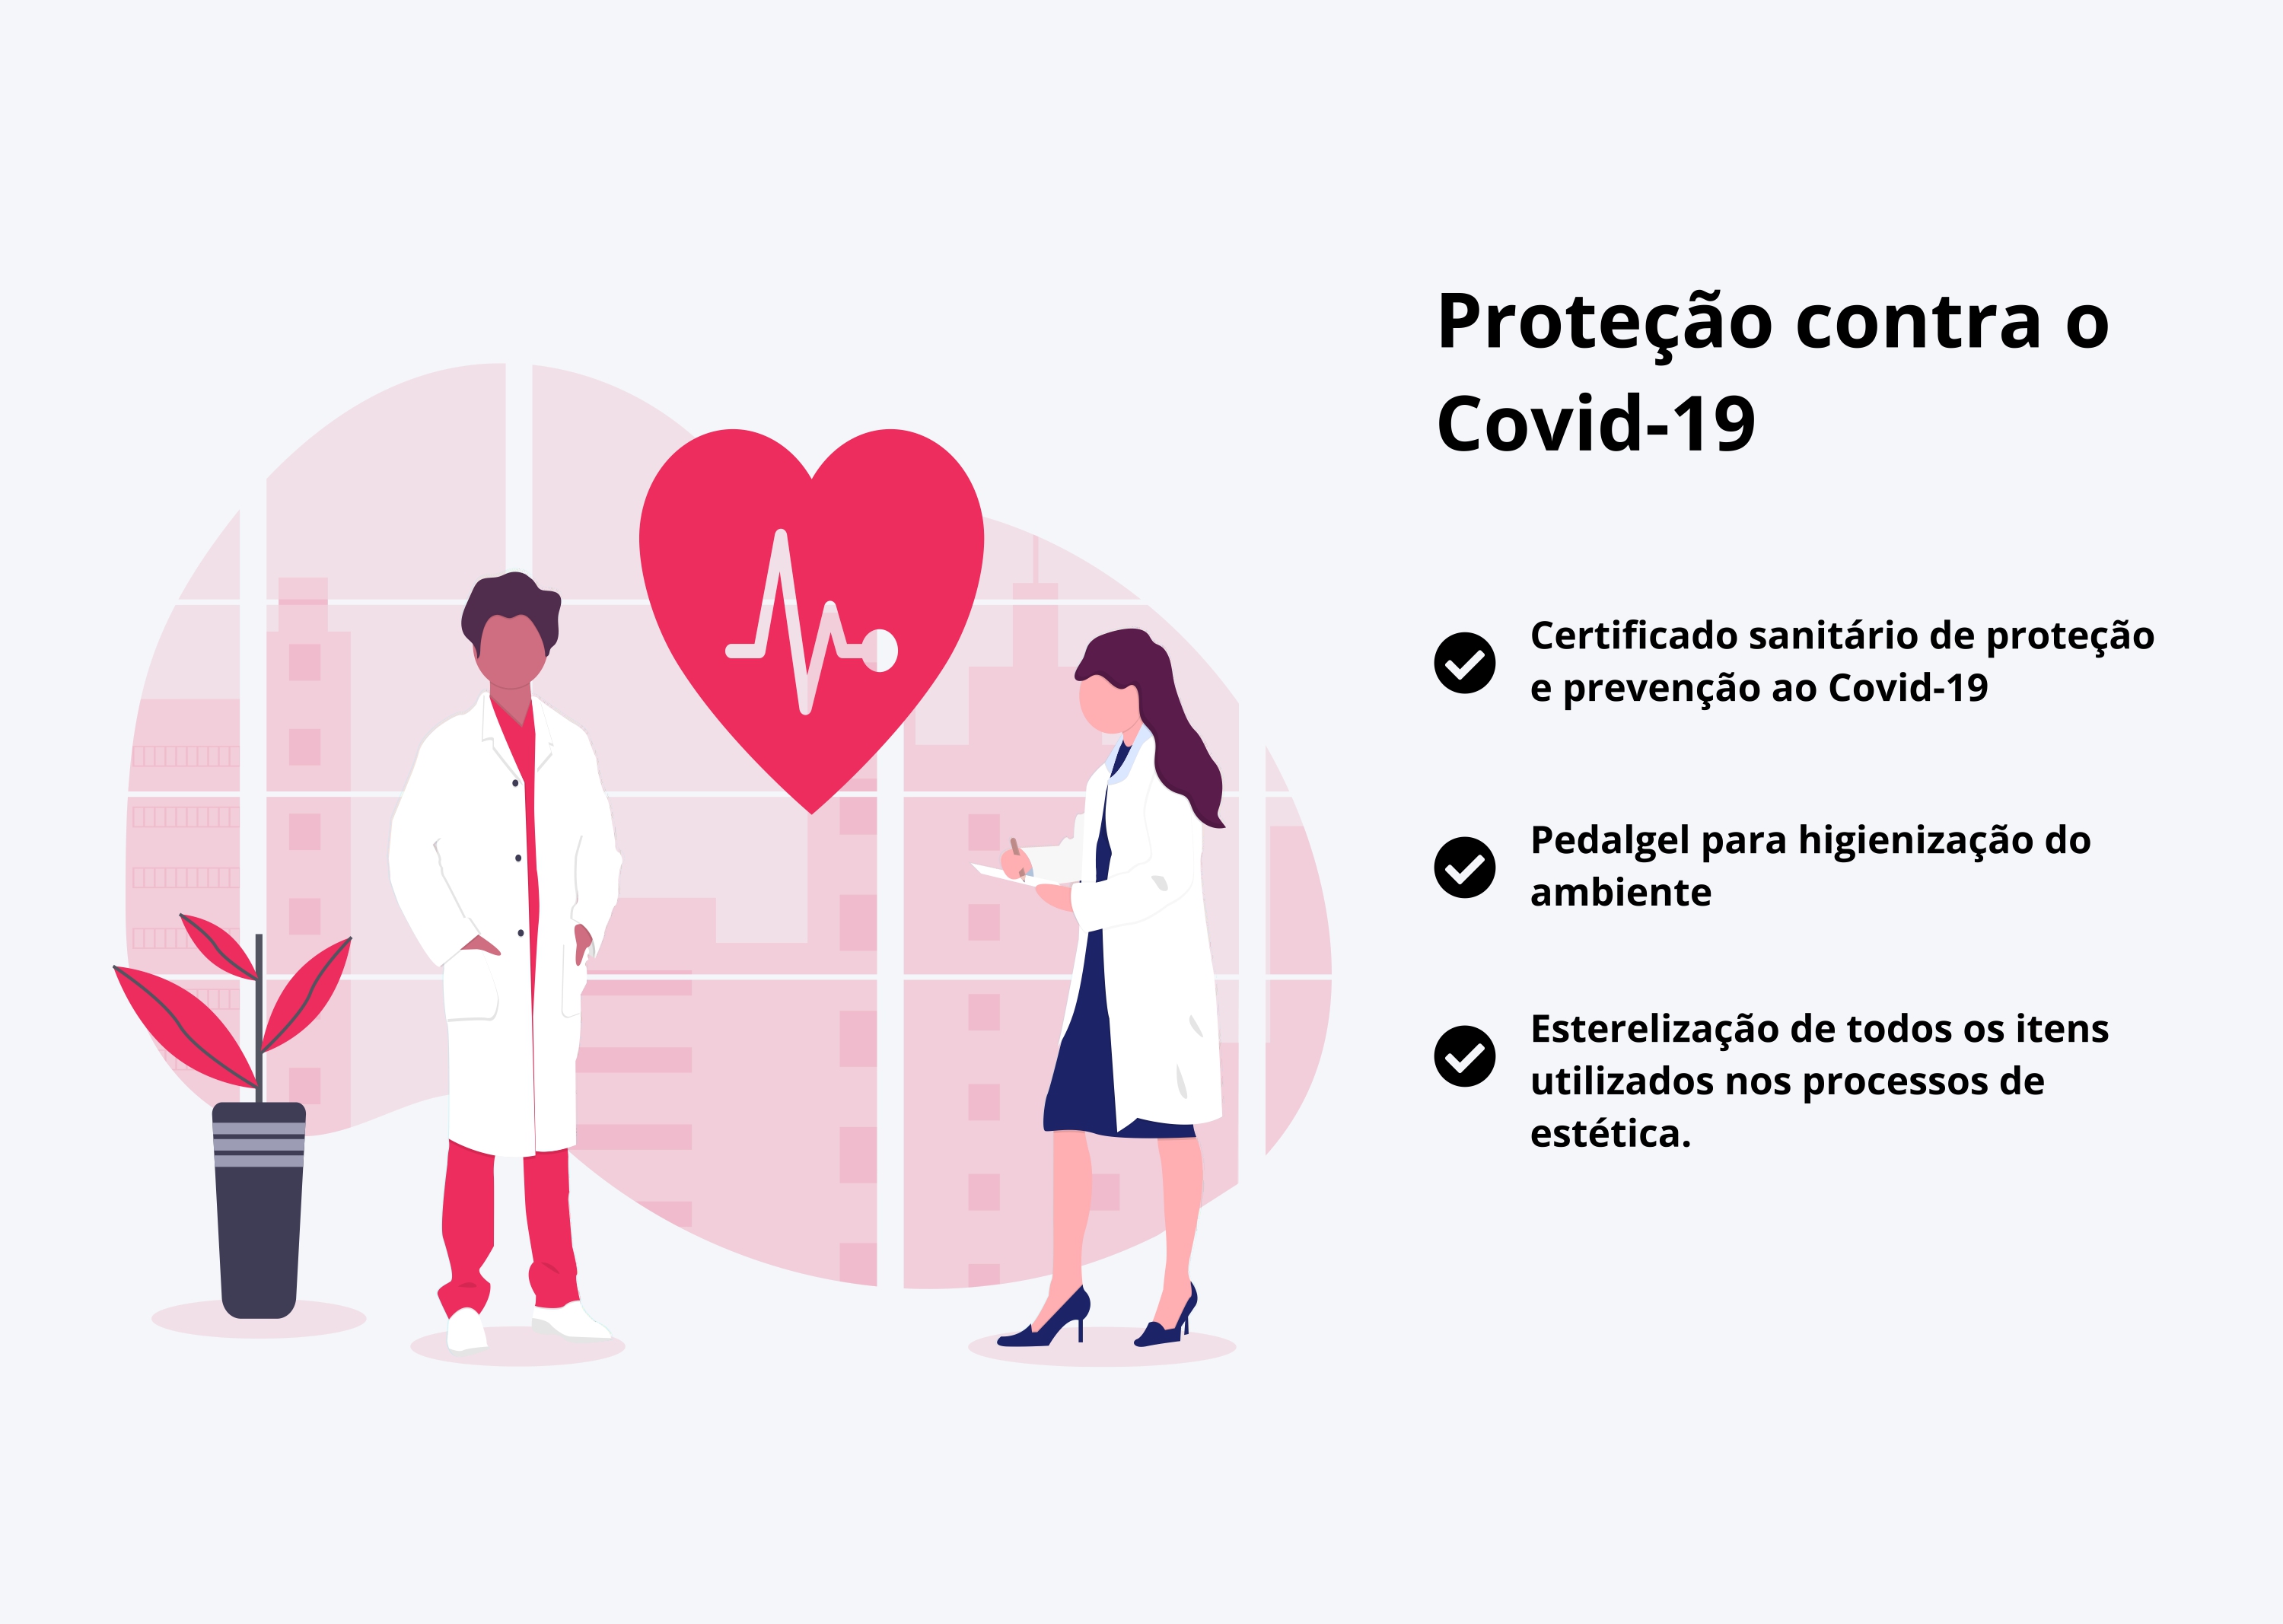 Proteção contra o
Covid-19
Certificado sanitário de proteção
e prevenção ao Covid-19
Pedalgel para higienização do
ambiente
Esterelização de todos os itens
utilizados nos processos de
estética.